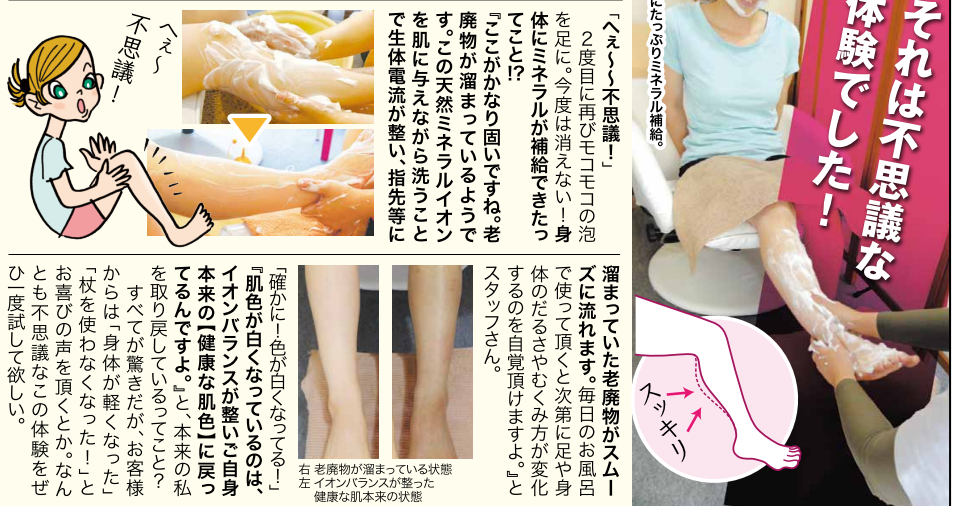 それは不思議な
体験でした!
にたっぷりミネラル補給。
「へぇ〜〜不思議!」
2度目に再びモコモコの泡
を足に。今度は消えない!身
体にミネラルが補給できたっ
てこと!?
『ここがかなり固いですね。老
廃物が溜まっているようで
す。この天然ミネラルイオン
を肌に与えながら洗うこと
で生体電流が整い、指先等に
へぇ〜
不思議!
溜まっていた老廃物がスムー
ズに流れます。毎日のお風呂
で使って頂くと次第に足や身
体のだるさやむくみ方が変化
するのを自覚頂けますよ。』と
スタッフさん。
右 老廃物が溜まっている状態
左 イオンバランスが整った
健康な肌本来の状態
「確かに!色が白くなってる!」
『肌色が白くなっているのは、
イオンバランスが整いご自身
本来の【健康な肌色】に戻っ
てるんですよ。』と、本来の私
を取り戻しているってこと?
すべてが驚きだが、お客様
からは「身体が軽くなった」
「杖を使わなくなった!」と
お喜びの声を頂くとか。なん
とも不思議なこの体験をぜ
ひ一度試して欲しい。
スッキリ